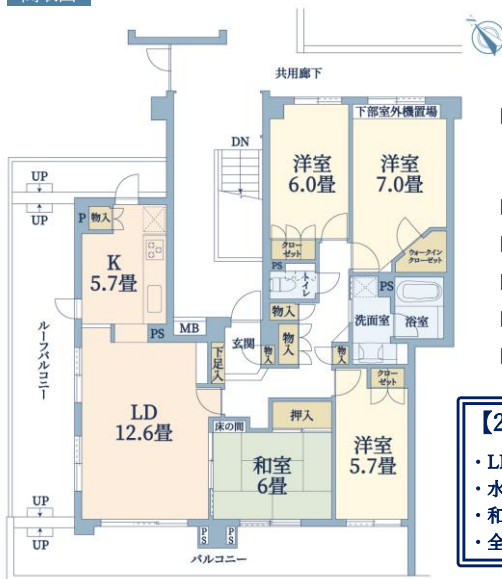 共用廊下
下部室外機置場
DN
洋室
6.0畳
洋室
7.0畳
UP
UP
P
物入
K
5.7畳
クロー
ゼット
ウォークイン
クローゼット
PS
トイレ
PS
洗面室
浴室
物入
PS
MB
玄関
物入
物入
物入
下足入
ルーフバルコニー
LD
12.6畳
クロー
ゼット
押入
床の間
洋室
5.7畳
和室
6畳
UP
UP
PS
PS
バルコニー
【2
・LI
・水
・和
・全